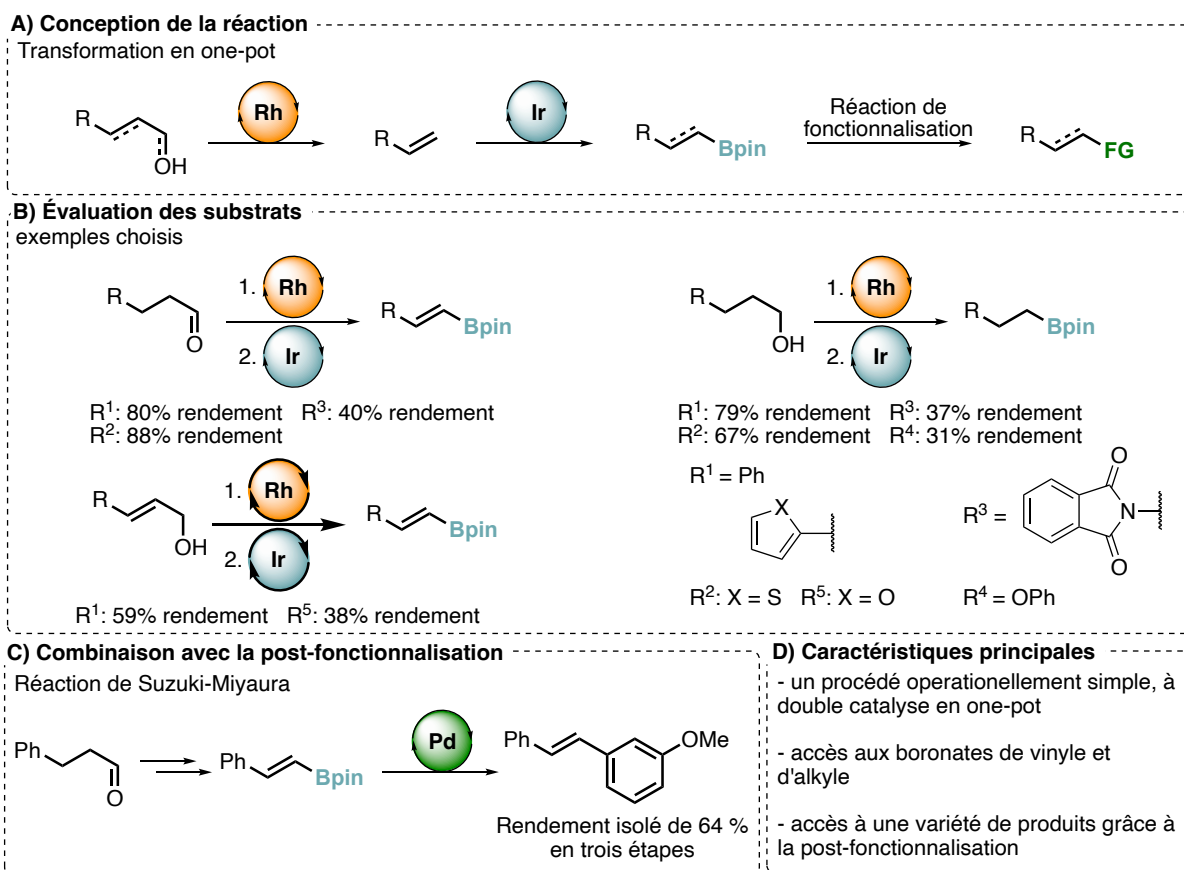 A) Conception de la réaction
Transformation en one-pot
R
OH
Rh
R
Ir
R
Bpin
Réaction de
fonctionnalisation
R
FG
B) Évaluation des substrats
exemples choisis
R
O
1. Rh
2. Ir
R
Bpin
R¹: 80% rendement R³: 40% rendement
R²: 88% rendement
R
OH
1. Rh
2. Ir
R
Bpin
R¹: 79% rendement R³: 37% rendement
R²: 67% rendement R⁴: 31% rendement
R
OH
1. Rh
2. Ir
R
Bpin
R¹: 59% rendement R⁵: 38% rendement
R¹ = Ph
X
R²: X = S R⁵: X = O
R³ =
O
N
O
R⁴ = OPh
C) Combinaison avec la post-fonctionnalisation
Réaction de Suzuki-Miyaura
Ph
O
Ph
Bpin
Pd
Ph
OMe
Rendement isolé de 64 %
en trois étapes
D) Caractéristiques principales
- un procédé operationellement simple, à
double catalyse en one-pot
- accès aux boronates de vinyle et
d'alkyle
- accès à une variété de produits grâce à
la post-fonctionnalisation